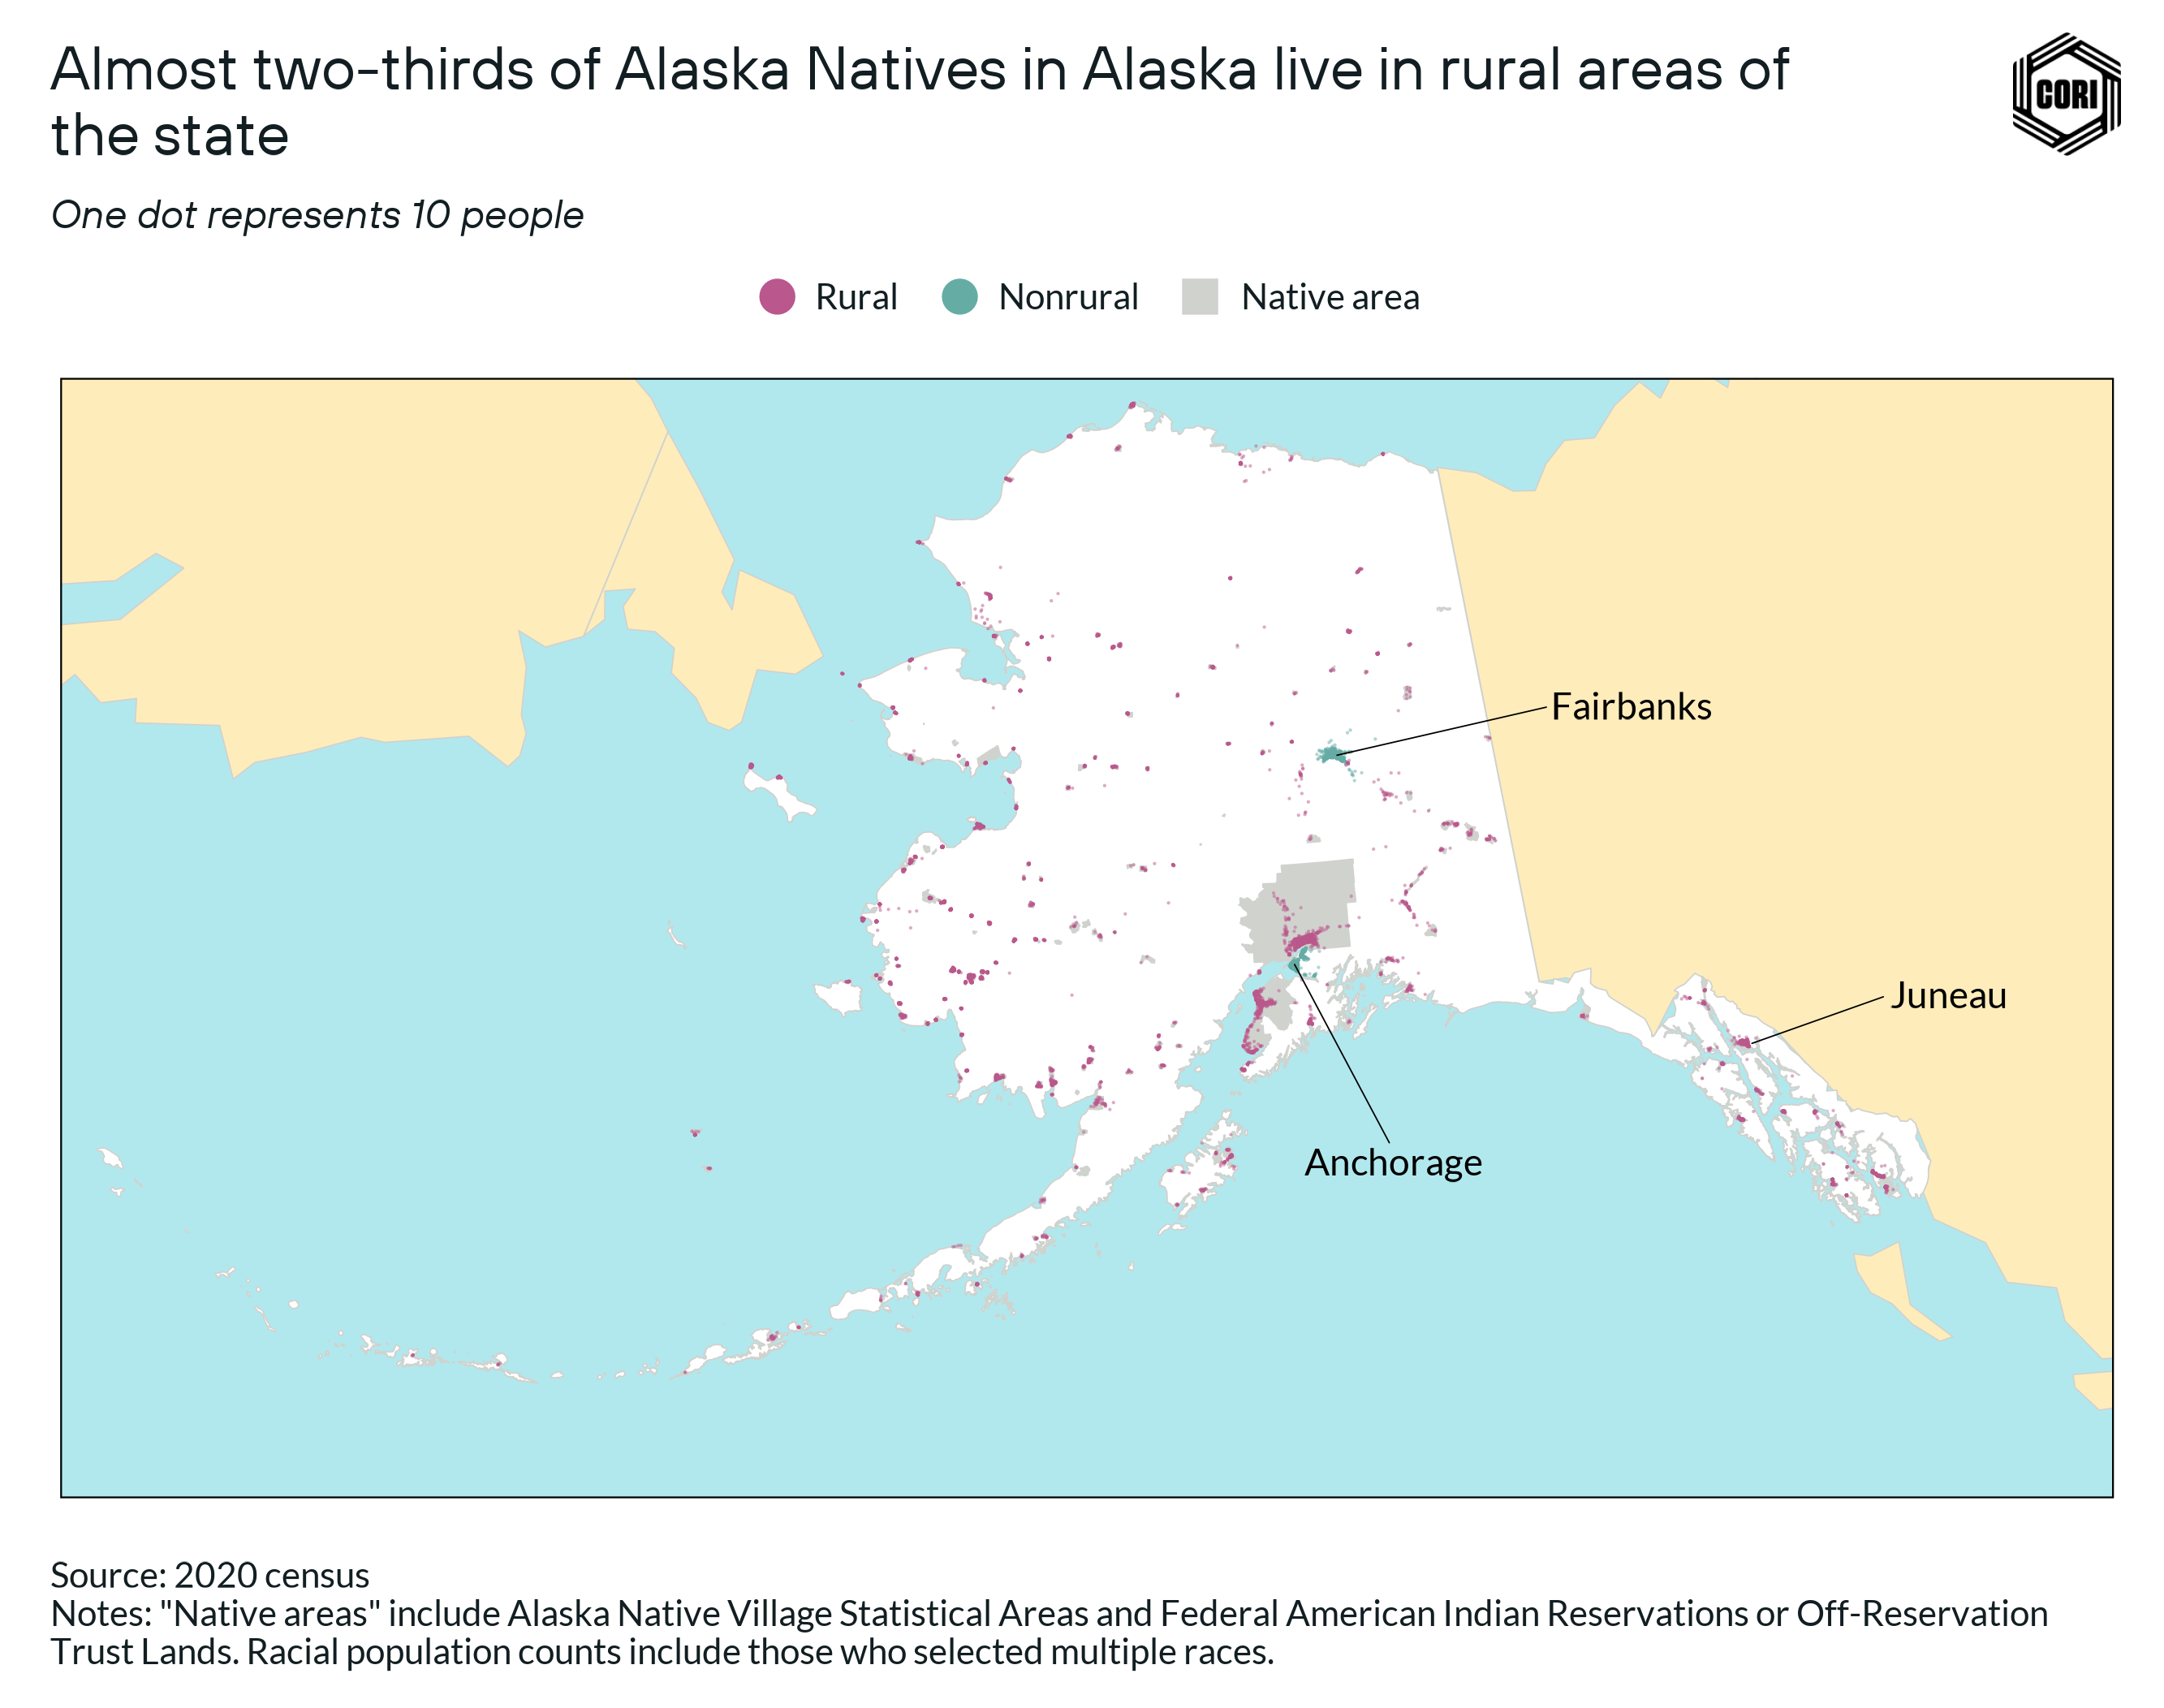 Almost two-thirds of Alaska Natives in Alaska live in rural areas of
the state
CORI
One dot represents 10 people
Rural
Nonrural
Native area
Fairbanks
Juneau
Anchorage
Source: 2020 census
Notes: "Native areas" include Alaska Native Village Statistical Areas and Federal American Indian Reservations or Off-Reservation
Trust Lands. Racial population counts include those who selected multiple races.